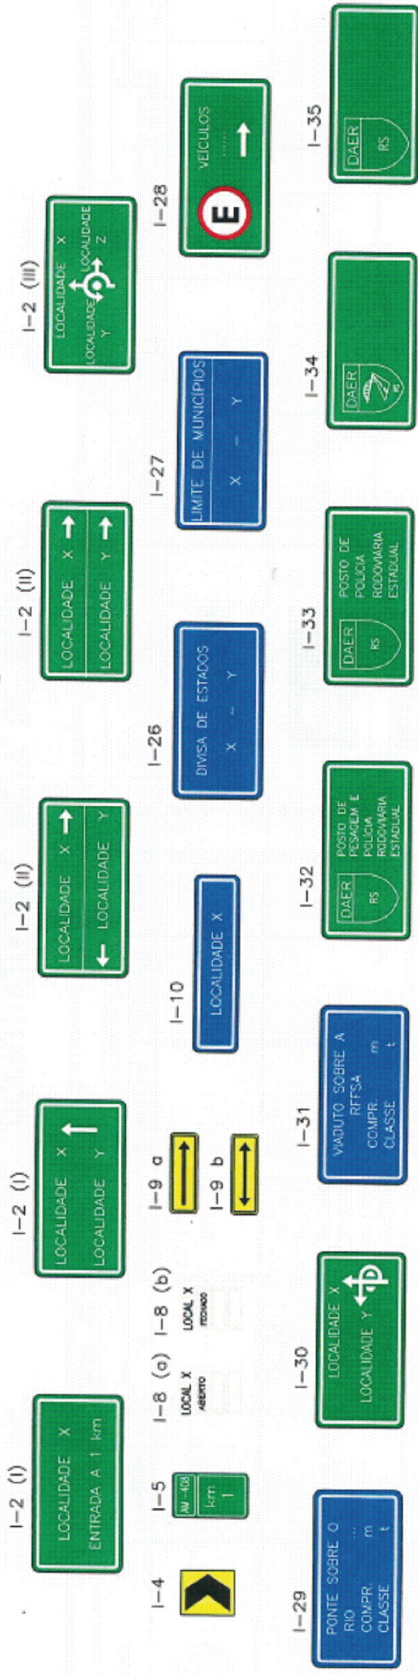 I-2 (I)
LOCALIDADE X
ENTRADA A 1 km
I-2 (I)
LOCALIDADE X
LOCALIDADE Y
I-2 (II)
LOCALIDADE X
LOCALIDADE Y
I-2 (II)
LOCALIDADE X
LOCALIDADE Y
I-2 (III)
LOCALIDADE X
LOCALIDADE
Y
LOCALIDADE
Z
I-4
I-5
AM-408
km
1
I-8 (a)
LOCAL X
ABERTO
I-8 (b)
LOCAL X
FECHADO
I-9 a
I-9 b
I-10
LOCALIDADE X
I-26
DIVISA DE ESTADOS
X - Y
I-27
LIMITE DE MUNICÍPIOS
X - Y
I-28
E
VEÍCULOS
I-29
PONTE SOBRE O
RIO ...
COMPR. m
CLASSE t
I-30
LOCALIDADE X
LOCALIDADE Y
I-31
VIADUTO SOBRE A
RFFSA
COMPR. m
CLASSE t
I-32
DAER
RS
POSTO DE
PESAGEM E
POLÍCIA
RODOVIARIA
ESTADUAL
I-33
DAER
RS
POSTO DE
POLÍCIA
RODOVIÁRIA
ESTADUAL
I-34
DAER
RS
I-35
DAER
RS